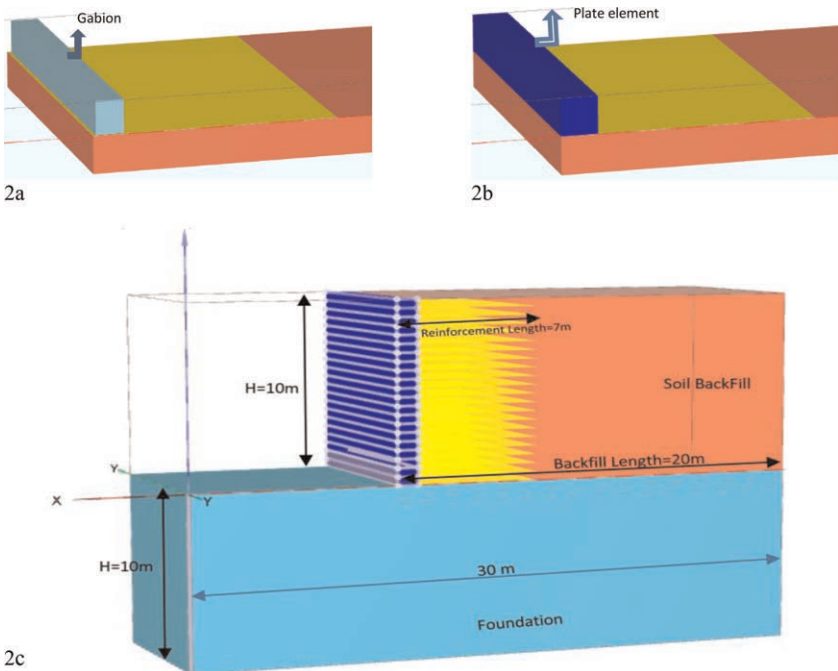 Gabion
2a
Plate element
2b
Reinforcement Length=7m
H=10m
Soil BackFill
Backfill Length=20m
Y
X
Y
H=10m
30 m
Foundation
2c